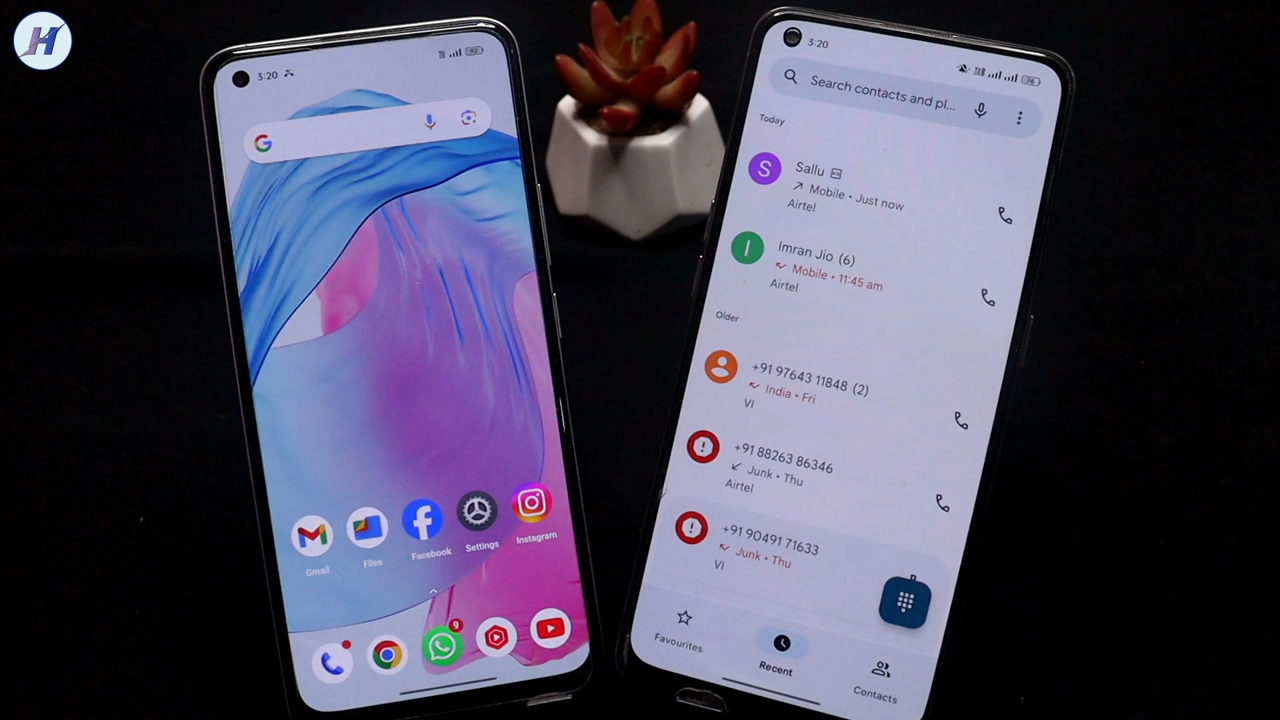 H
3:20
Gmail
Files
Facebook
Settings
Instagram
9
3:20
Search contacts and pl...
Today
S
Sallu
Mobile • Just now
Airtel
I
Imran Jio (6)
Mobile • 11:45 am
Airtel
Older
+91 97643 11848 (2)
India • Fri
VI
+91 88263 86346
Junk • Thu
Airtel
+91 90491 71633
Junk • Thu
VI
Favourites
Recent
Contacts